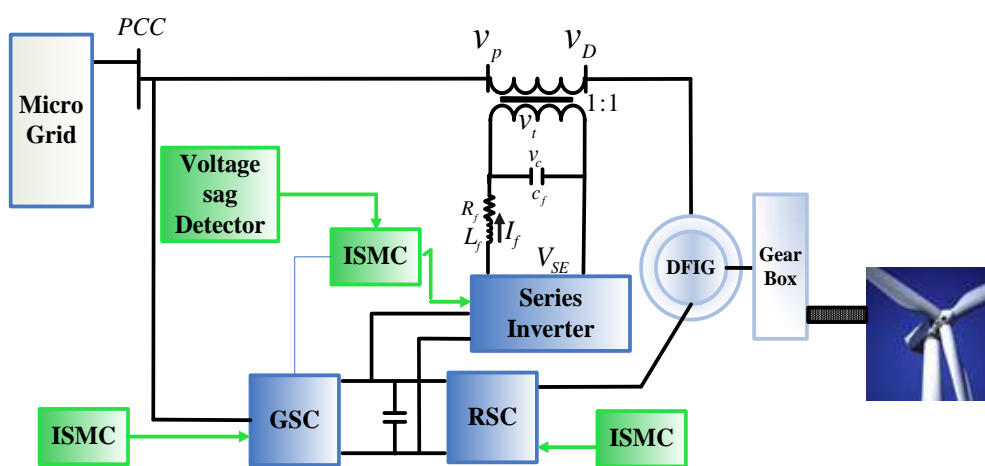 PCC
v_p
v_D
1:1
Micro
Grid
v_t
Voltage
sag
Detector
v_c
c_f
R_f
L_f
I_f
ISMC
V_SE
DFIG
Gear
Box
Series
Inverter
GSC
RSC
ISMC
ISMC